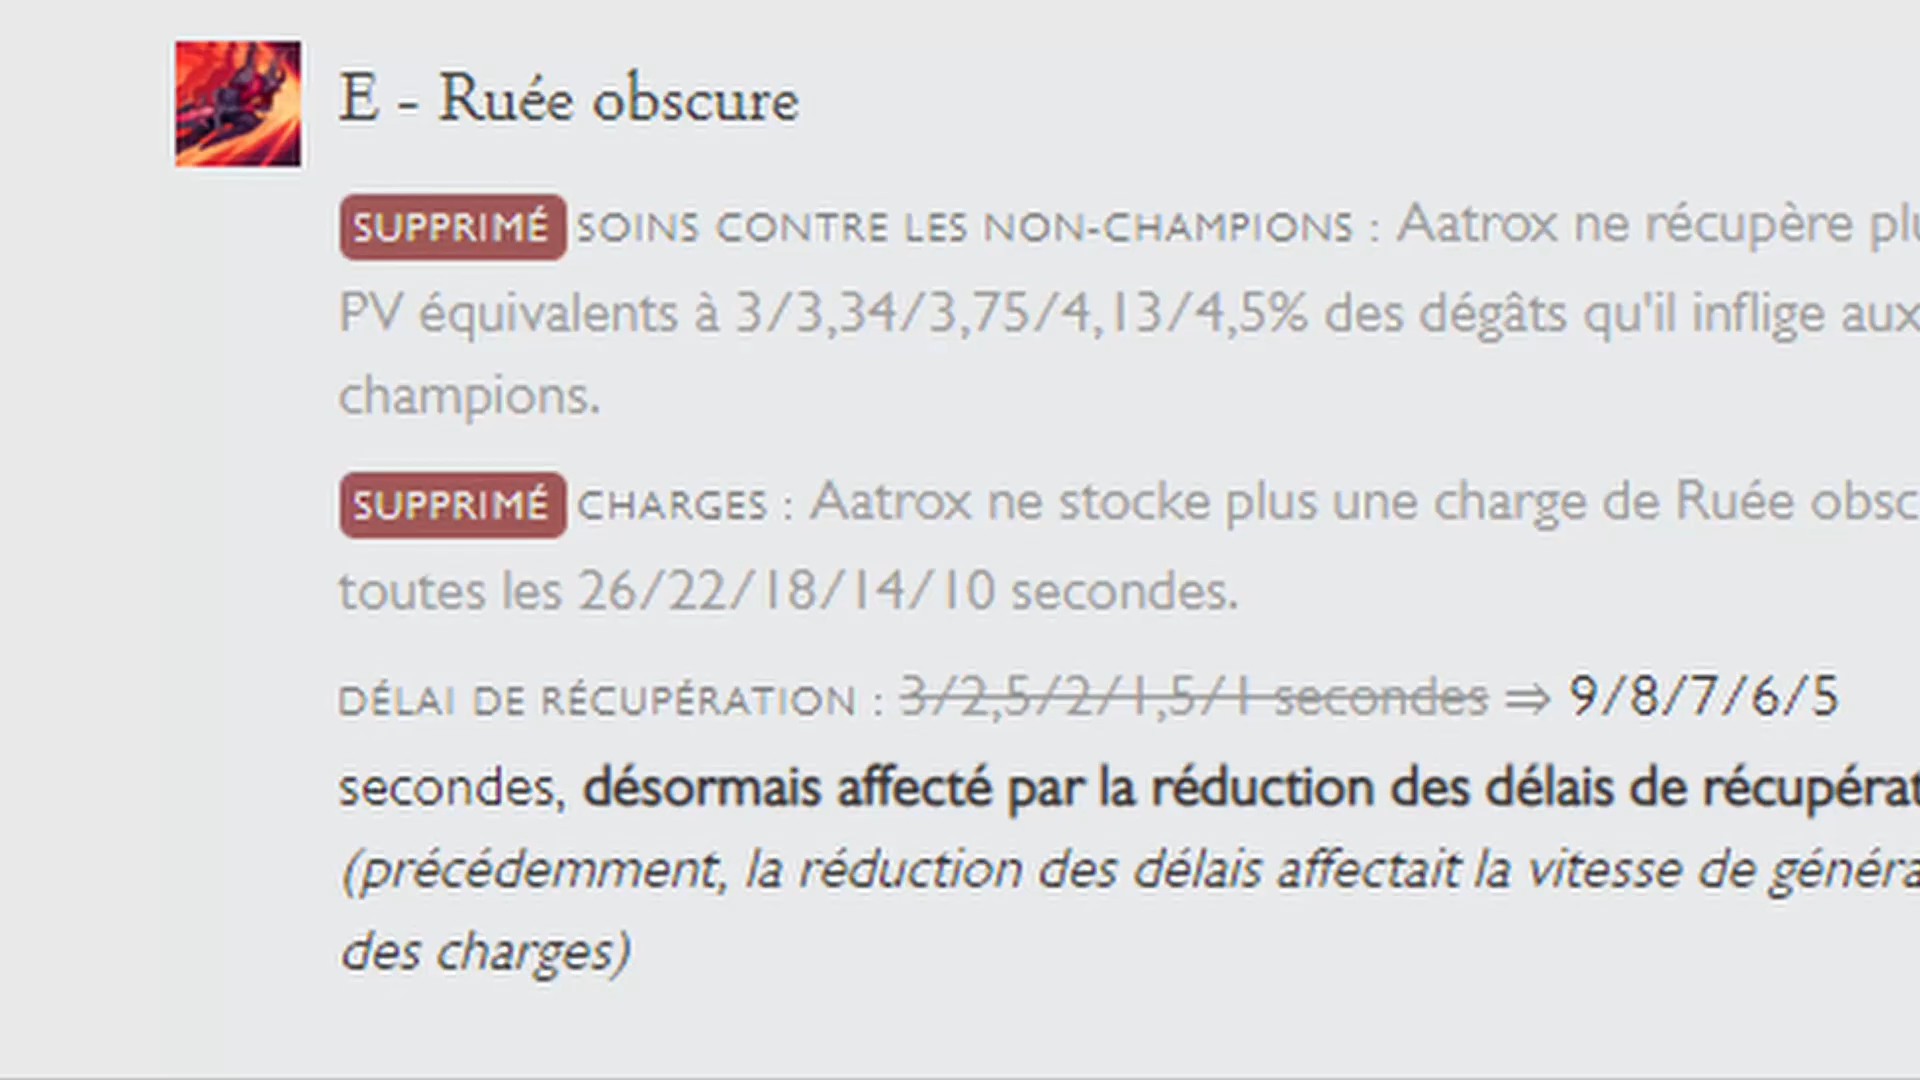 E - Ruée obscure
SUPPRIMÉ SOINS CONTRE LES NON-CHAMPIONS : Aatrox ne récupère
PV équivalents à 3/3,34/3,75/4,13/4,5% des dégâts qu'il inflige aux
champions.
SUPPRIMÉ CHARGES : Aatrox ne stocke plus une charge de Ruée
toutes les 26/22/18/14/10 secondes.
DÉLAI DE RÉCUPÉRATION : 3/2,5/2/1,5/1 secondes ⇒ 9/8/7/6/5
secondes, désormais affecté par la réduction des délais de
(précédemment, la réduction des délais affectait la vitesse de
des charges)